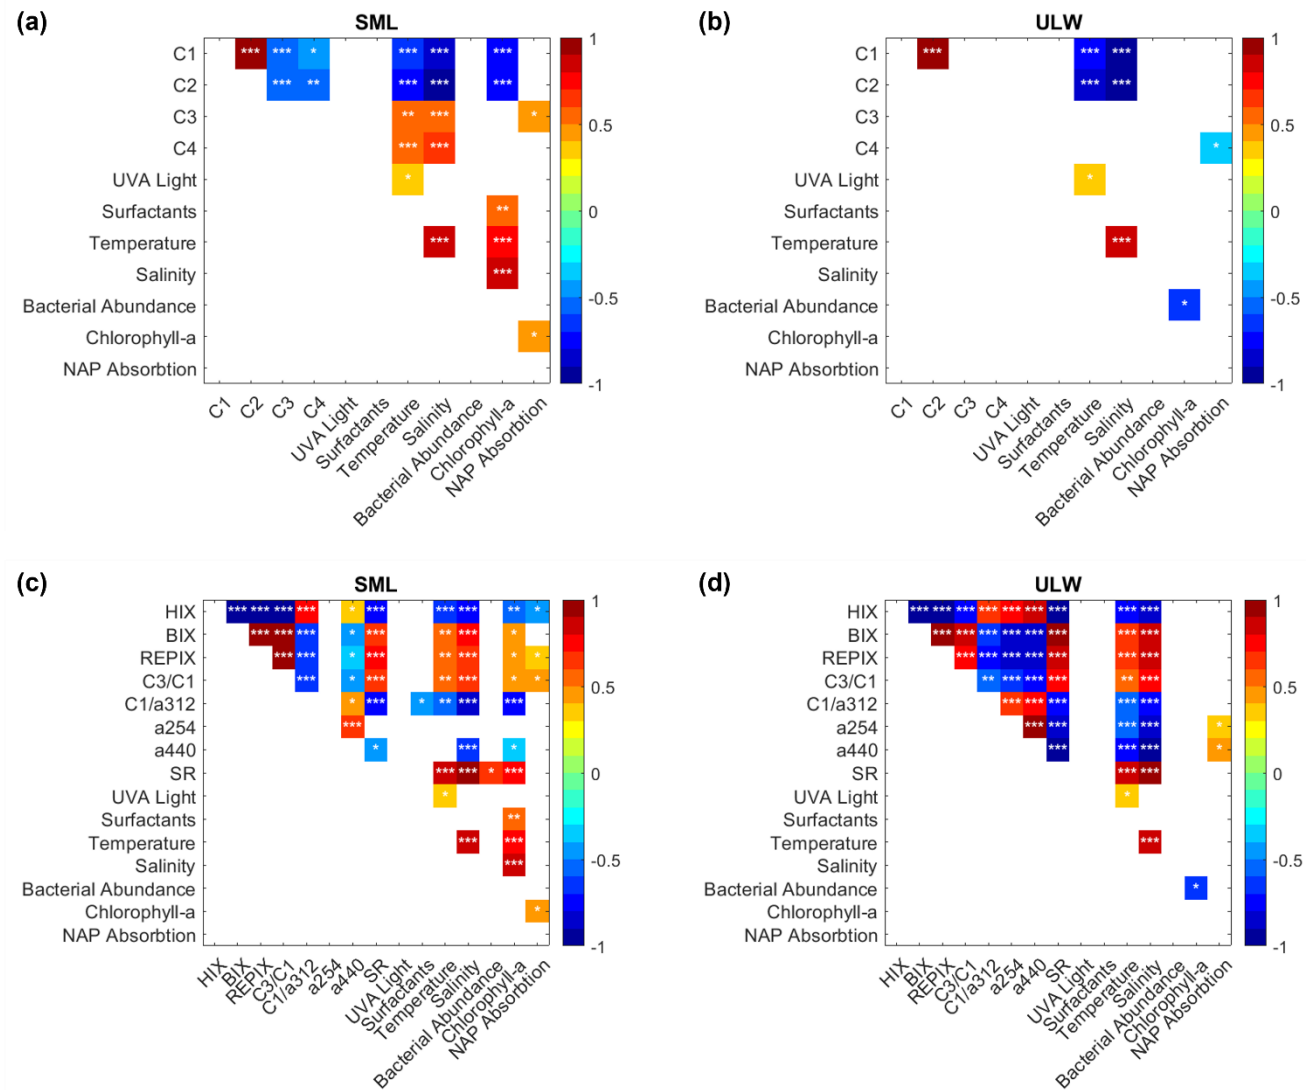 (a)
SML
C1 *** *** * *** *** ***
C2 *** ** *** *** ***
C3 ** *** *
C4 *** ***
UVA Light *
Surfactants **
Temperature *** ***
Salinity ***
Bacterial Abundance
Chlorophyll-a *
NAP Absorbtion
1
0.5
0
-0.5
-1
C1
C2
C3
C4
UVA Light
Surfactants
Temperature
Salinity
Bacterial Abundance
Chlorophyll-a
NAP Absorbtion
(b)
ULW
C1 *** *** ***
C2 *** ***
C3
C4 *
UVA Light *
Surfactants
Temperature ***
Salinity
Bacterial Abundance *
Chlorophyll-a
NAP Absorbtion
1
0.5
0
-0.5
-1
C1
C2
C3
C4
UVA Light
Surfactants
Temperature
Salinity
Bacterial Abundance
Chlorophyll-a
NAP Absorbtion
(c)
SML
HIX *** *** *** *** * *** *** *** ** *
BIX *** *** *** * *** ** *** *
REPIX *** *** * *** ** *** * *
C3/C1 *** * *** ** *** * *
C1/a312 * *** * ** *** ***
a254 ***
a440 * *** *
SR *** *** * ***
UVA Light *
Surfactants **
Temperature *** ***
Salinity ***
Bacterial Abundance
Chlorophyll-a *
NAP Absorbtion
1
0.5
0
-0.5
-1
HIX
BIX
REPIX
C3/C1
C1/a312
a254
a440
SR
UVA Light
Surfactants
Temperature
Salinity
Bacterial Abundance
Chlorophyll-a
NAP Absorbtion
(d)
ULW
HIX *** *** *** *** *** *** *** *** ***
BIX *** *** *** *** *** *** *** ***
REPIX *** *** *** *** *** *** ***
C3/C1 ** *** *** *** ** ***
C1/a312 *** *** *** *** ***
a254 *** *** *** *** *
a440 *** *** *** *
SR *** ***
UVA Light *
Surfactants
Temperature ***
Salinity
Bacterial Abundance *
Chlorophyll-a
NAP Absorbtion
1
0.5
0
-0.5
-1
HIX
BIX
REPIX
C3/C1
C1/a312
a254
a440
SR
UVA Light
Surfactants
Temperature
Salinity
Bacterial Abundance
Chlorophyll-a
NAP Absorbtion